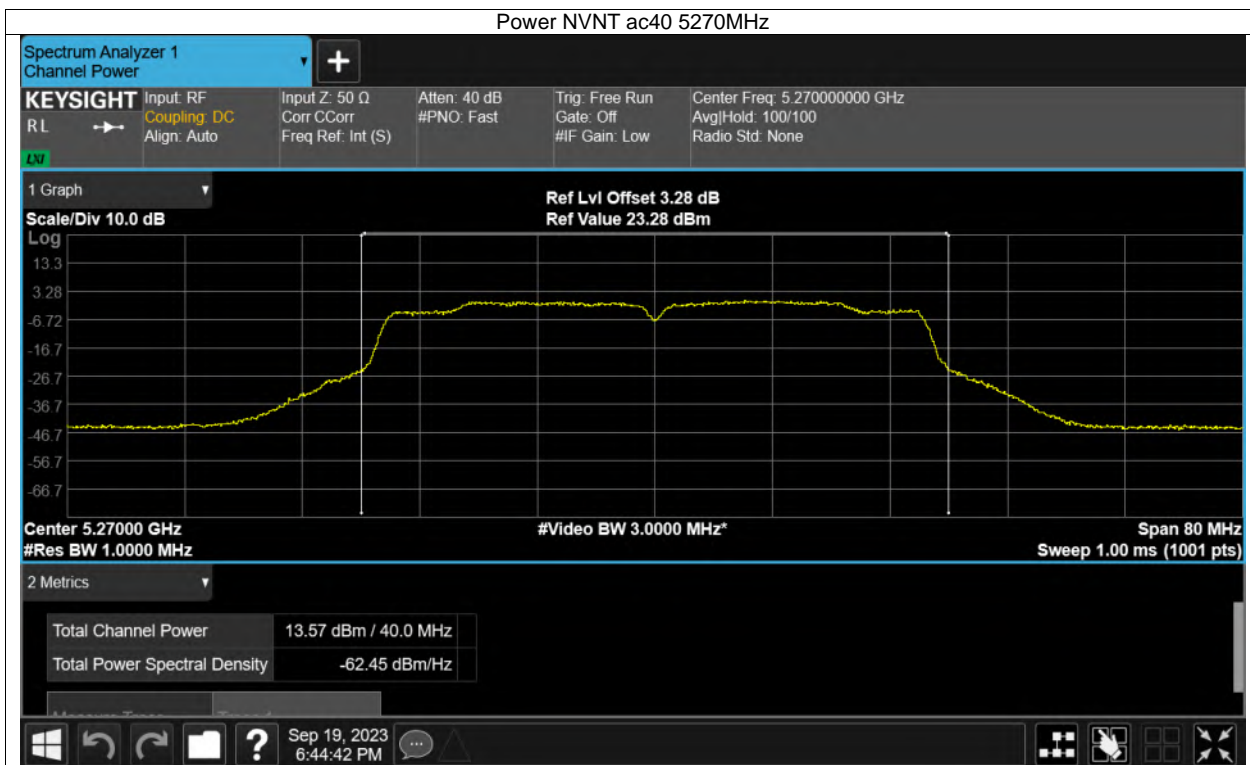 Power NVNT ac40 5270MHz
Spectrum Analyzer 1
Channel Power
KEYSIGHT
RL
LXI
Input: RF
Coupling: DC
Align: Auto
Input Z: 50 Ω
Corr CCorr
Freq Ref: Int (S)
Atten: 40 dB
#PNO: Fast
Trig: Free Run
Gate: Off
#IF Gain: Low
Center Freq: 5.270000000 GHz
Avg|Hold: 100/100
Radio Std: None
1 Graph
Scale/Div 10.0 dB
Ref Lvl Offset 3.28 dB
Ref Value 23.28 dBm
Log
13.3
3.28
-6.72
-16.7
-26.7
-36.7
-46.7
-56.7
-66.7
Center 5.27000 GHz
#Video BW 3.0000 MHz*
Span 80 MHz
#Res BW 1.0000 MHz
Sweep 1.00 ms (1001 pts)
2 Metrics
Total Channel Power 13.57 dBm / 40.0 MHz
Total Power Spectral Density -62.45 dBm/Hz
?
Sep 19, 2023
6:44:42 PM